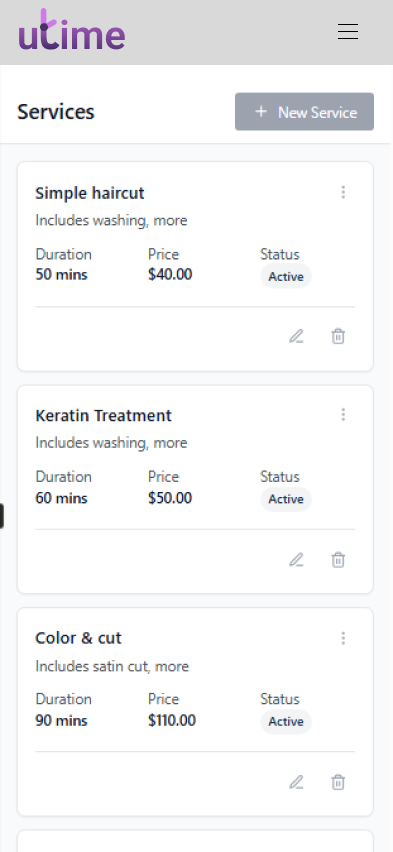 utime
Services
+ New Service
Simple haircut
Includes washing, more
Duration Price Status
50 mins $40.00 Active
Keratin Treatment
Includes washing, more
Duration Price Status
60 mins $50.00 Active
Color & cut
Includes satin cut, more
Duration Price Status
90 mins $110.00 Active